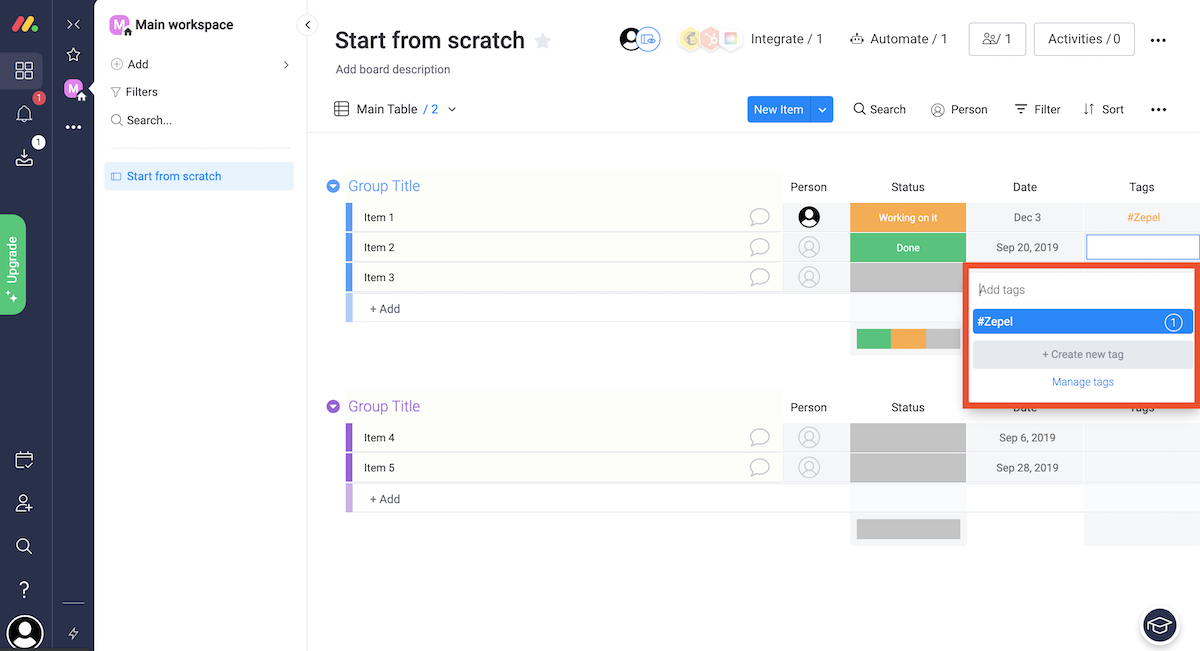 M Main workspace
Add
Filters
Search...
Start from scratch
M
1
1
Upgrade
Start from scratch
Add board description
Integrate / 1
Automate / 1
/ 1
Activities / 0
Main Table / 2
New Item
Search
Person
Filter
Sort
Group Title
Person
Status
Date
Tags
Item 1
Working on it
Dec 3
#Zepel
Item 2
Done
Sep 20, 2019
Item 3
+ Add
Add tags
#Zepel
1
+ Create new tag
Manage tags
Group Title
Person
Status
Date
Tags
Item 4
Sep 6, 2019
Item 5
Sep 28, 2019
+ Add
?